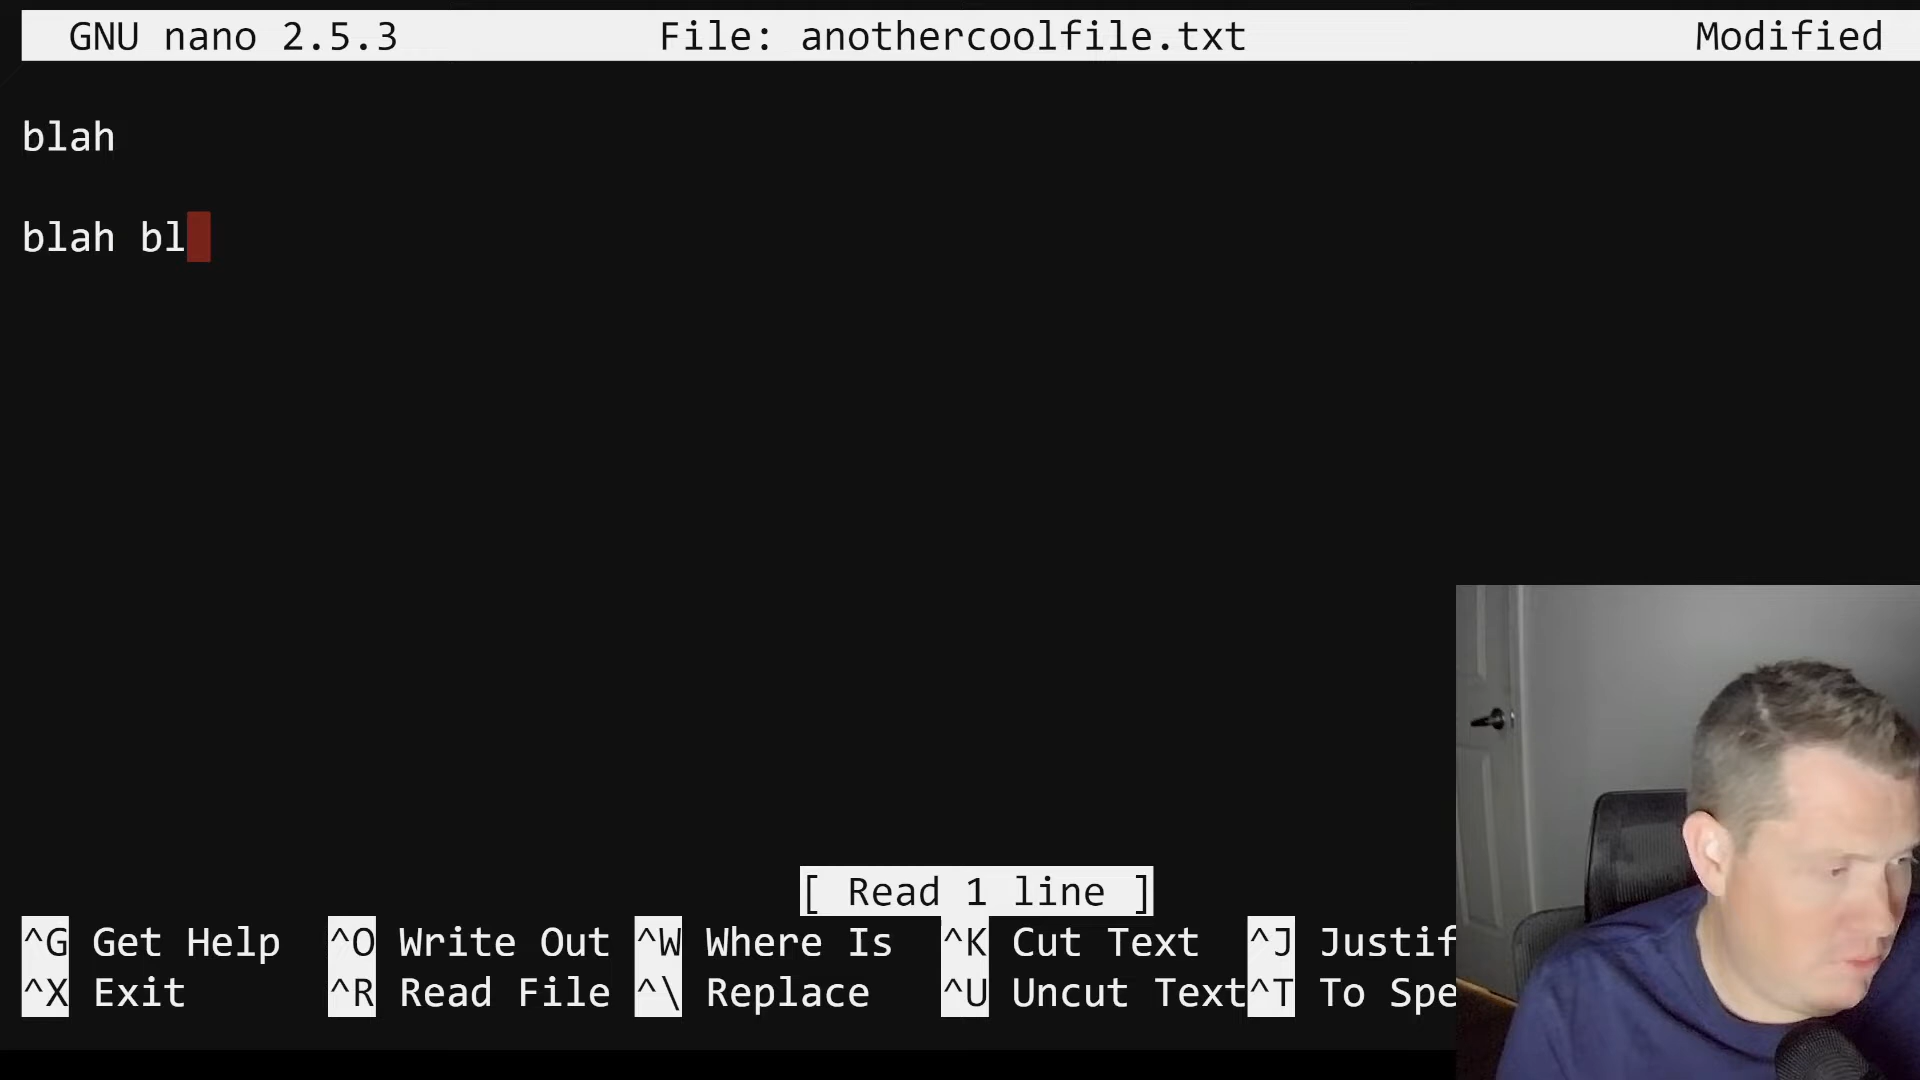 GNU nano 2.5.3 File: anothercoolfile.txt Modified
blah
blah bl
[ Read 1 line ]
^G Get Help ^O Write Out ^W Where Is ^K Cut Text ^J Justif
^X Exit ^R Read File ^\ Replace ^U Uncut Text ^T To Spe